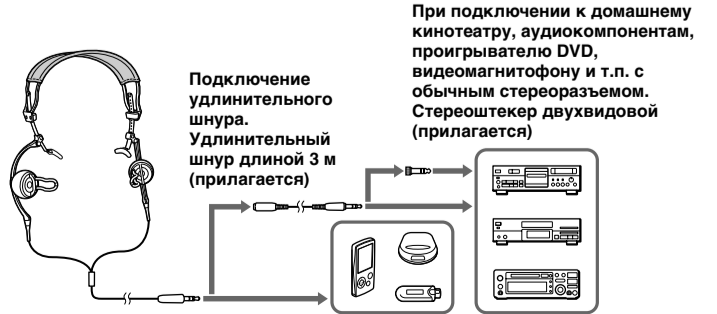 При подключении к домашнему
кинотеатру, аудиокомпонентам,
проигрывателю DVD,
видеомагнитофону и т.п. с
обычным стереоразъемом.
Стереоштекер двухвидовой
(прилагается)
Подключение
удлинительного
шнура.
Удлинительный
шнур длиной 3 м
(прилагается)